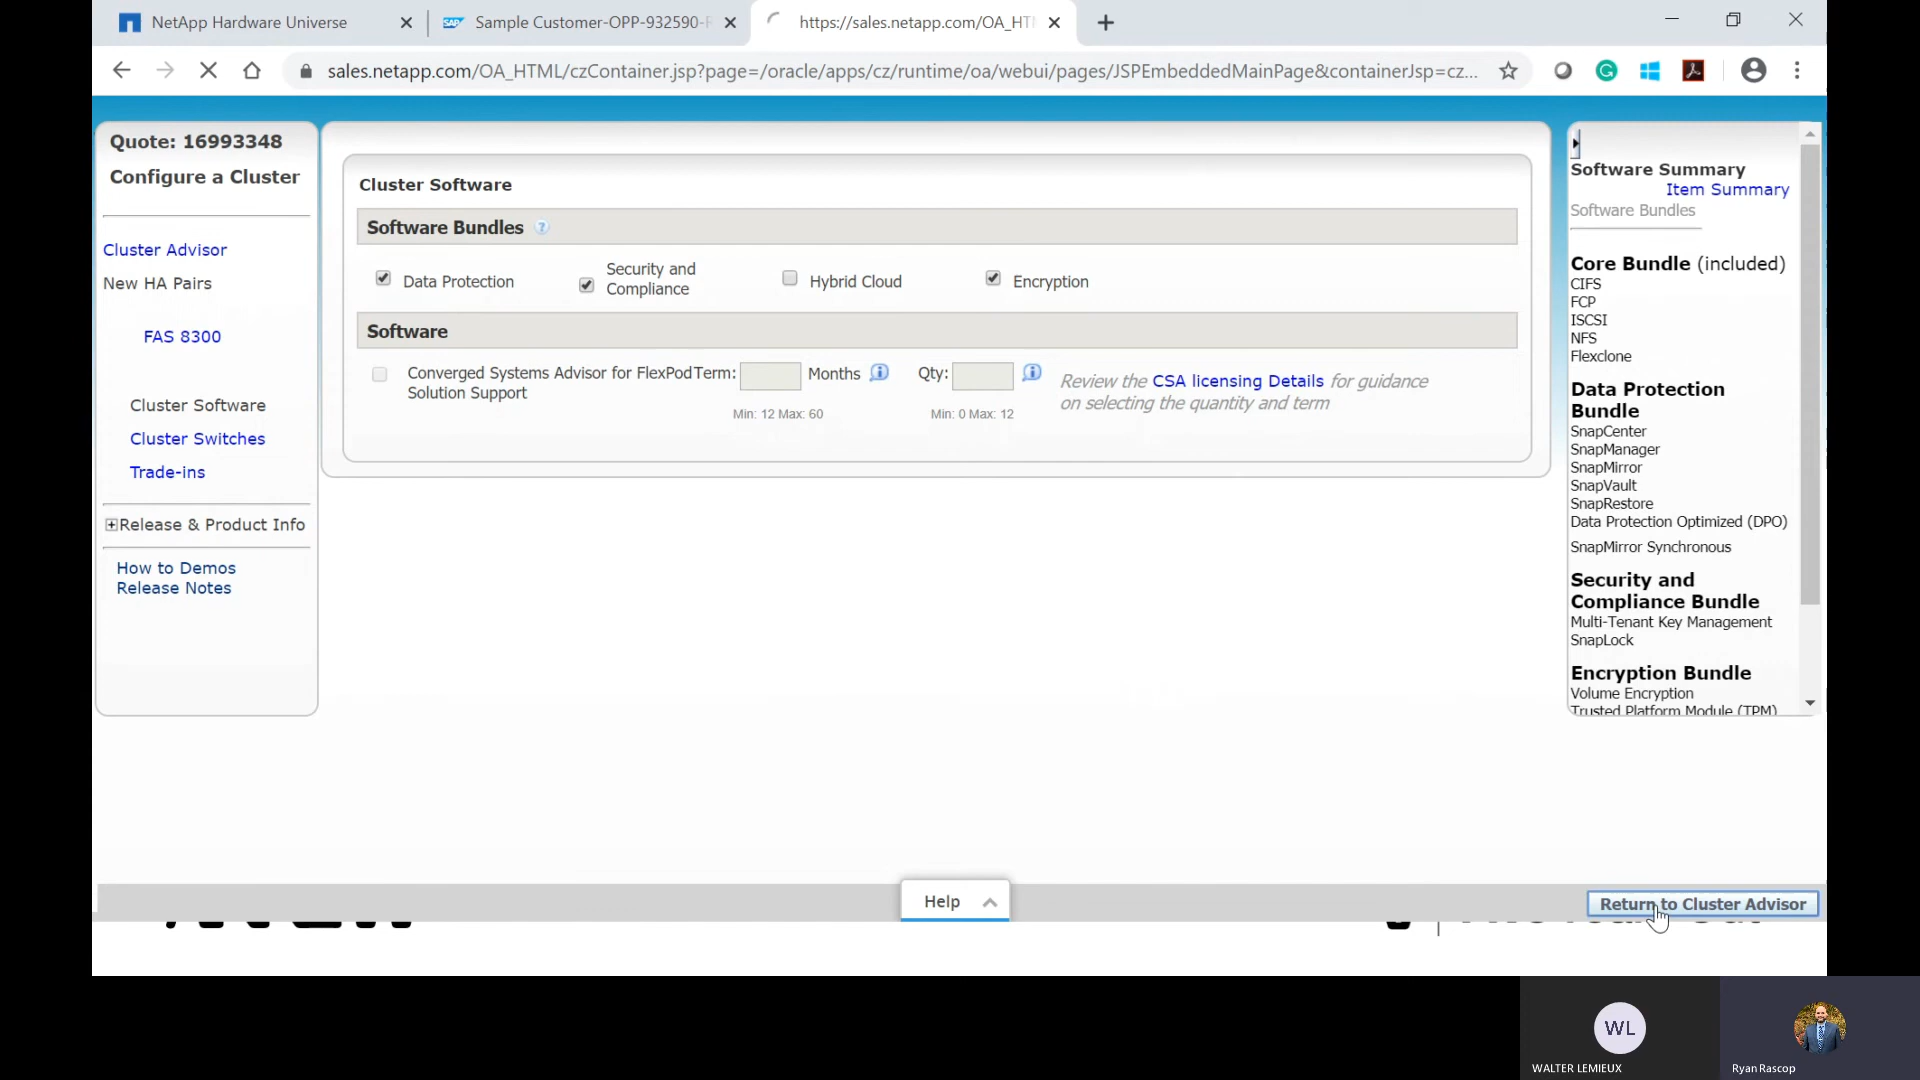 NetApp Hardware Universe
Sample Customer-OPP-932590-R
https://sales.netapp.com/OA_HT
sales.netapp.com/OA_HTML/czContainer.jsp?page=/oracle/apps/cz/runtime/oa/webui/pages/JSPEmbeddedMainPage&containerJsp=cz...
Quote: 16993348
Configure a Cluster
Cluster Advisor
New HA Pairs
FAS 8300
Cluster Software
Cluster Switches
Trade-ins
Release & Product Info
How to Demos
Release Notes
Cluster Software
Software Bundles
Data Protection
Security and
Compliance
Hybrid Cloud
Encryption
Software
Converged Systems Advisor for FlexPod
Solution Support
Term:
Months
Min: 12 Max: 60
Qty:
Min: 0 Max: 12
Review the CSA licensing Details for guidance
on selecting the quantity and term
Software Summary
Item Summary
Software Bundles
Core Bundle (included)
CIFS
FCP
ISCSI
NFS
Flexclone
Data Protection
Bundle
SnapCenter
SnapManager
SnapMirror
SnapVault
SnapRestore
Data Protection Optimized (DPO)
SnapMirror Synchronous
Security and
Compliance Bundle
Multi-Tenant Key Management
SnapLock
Encryption Bundle
Volume Encryption
Trusted Platform Module (TPM)
Help
Return to Cluster Advisor
WL
WALTER LEMIEUX
Ryan Rascop